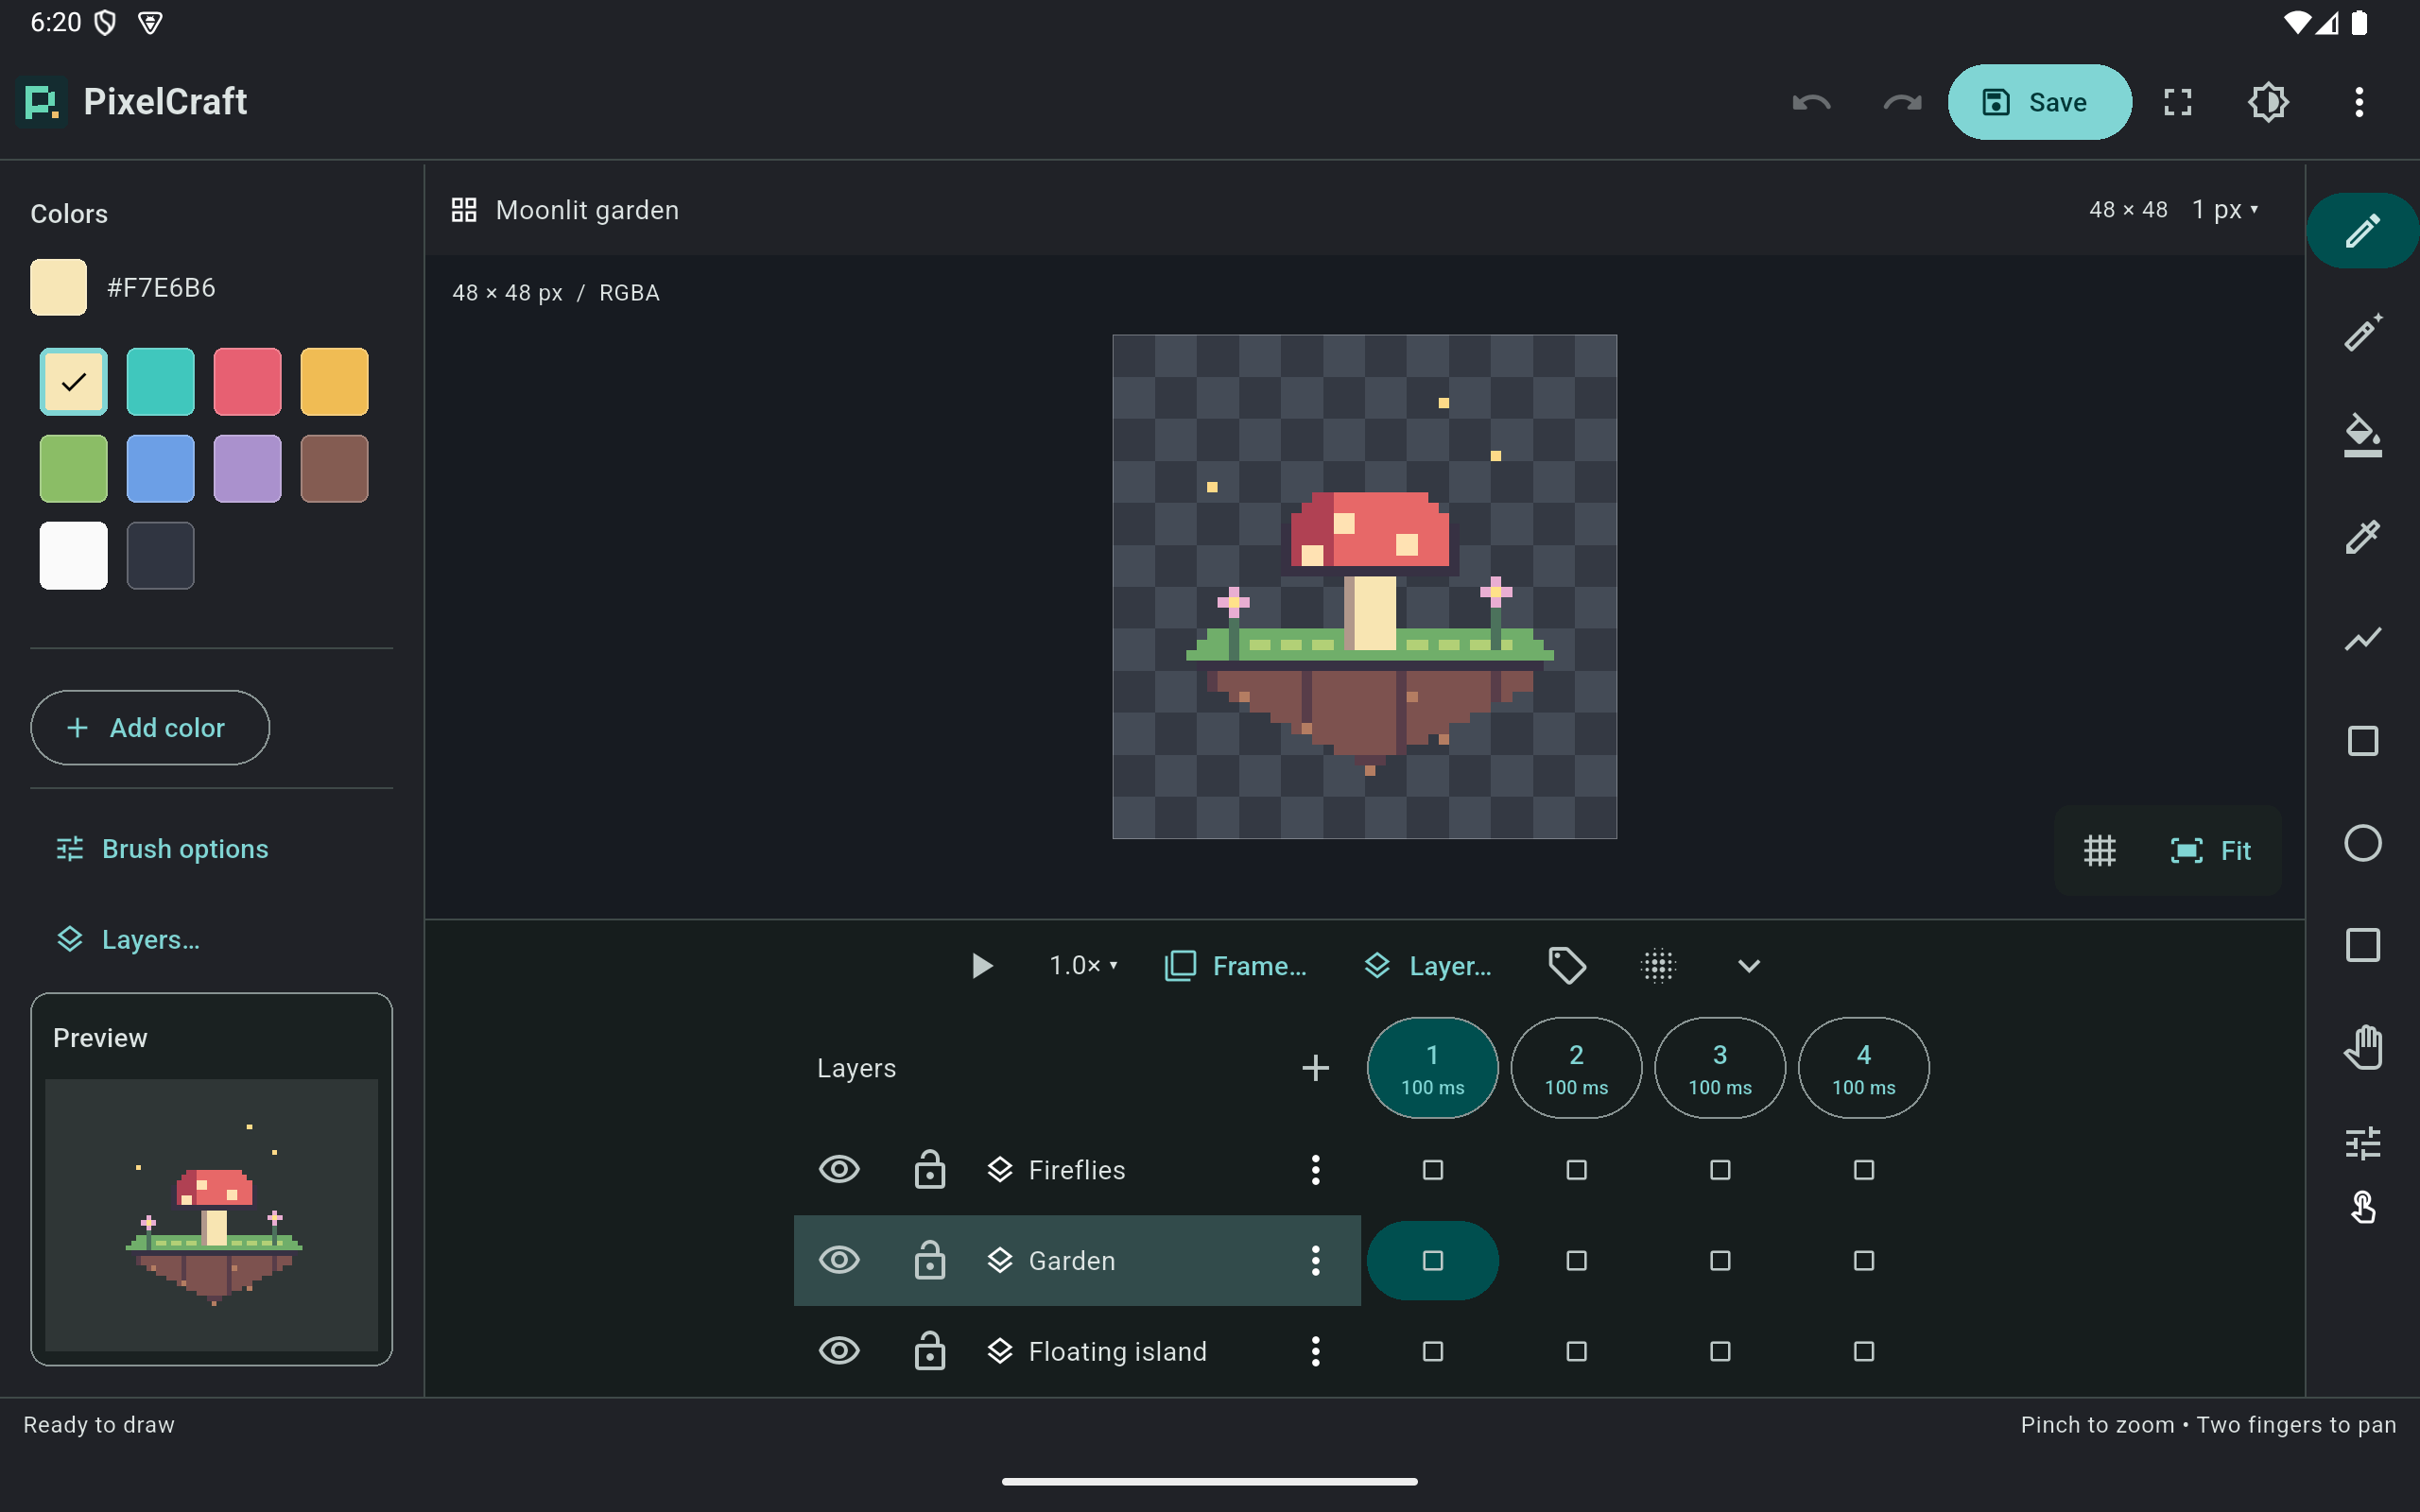 6:20
PixelCraft
Save
Colors
#F7E6B6
Add color
Brush options
Layers…
Preview
Moonlit garden
48 × 48
1 px
48 × 48 px / RGBA
Fit
1.0×
Frame…
Layer…
Layers
1
100 ms
2
100 ms
3
100 ms
4
100 ms
Fireflies
Garden
Floating island
Ready to draw
Pinch to zoom • Two fingers to pan